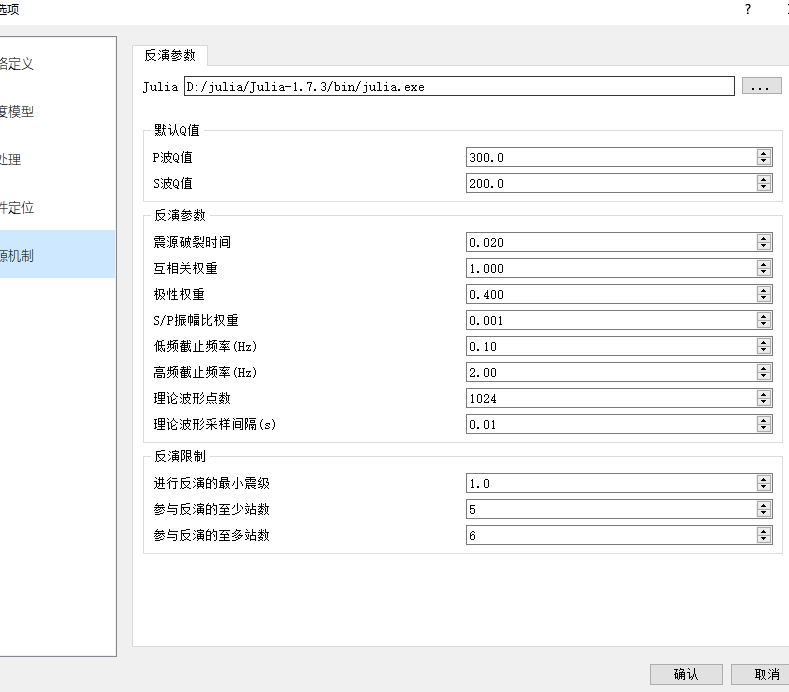 选项 ?
络定义
度模型
处理
件定位
源机制
反演参数
Julia D:/julia/Julia-1.7.3/bin/julia.exe ...
默认Q值
P波Q值 300.0
S波Q值 200.0
反演参数
震源破裂时间 0.020
互相关权重 1.000
极性权重 0.400
S/P振幅比权重 0.001
低频截止频率(Hz) 0.10
高频截止频率(Hz) 2.00
理论波形点数 1024
理论波形采样间隔(s) 0.01
反演限制
进行反演的最小震级 1.0
参与反演的至少站数 5
参与反演的至多站数 6
确认 取消